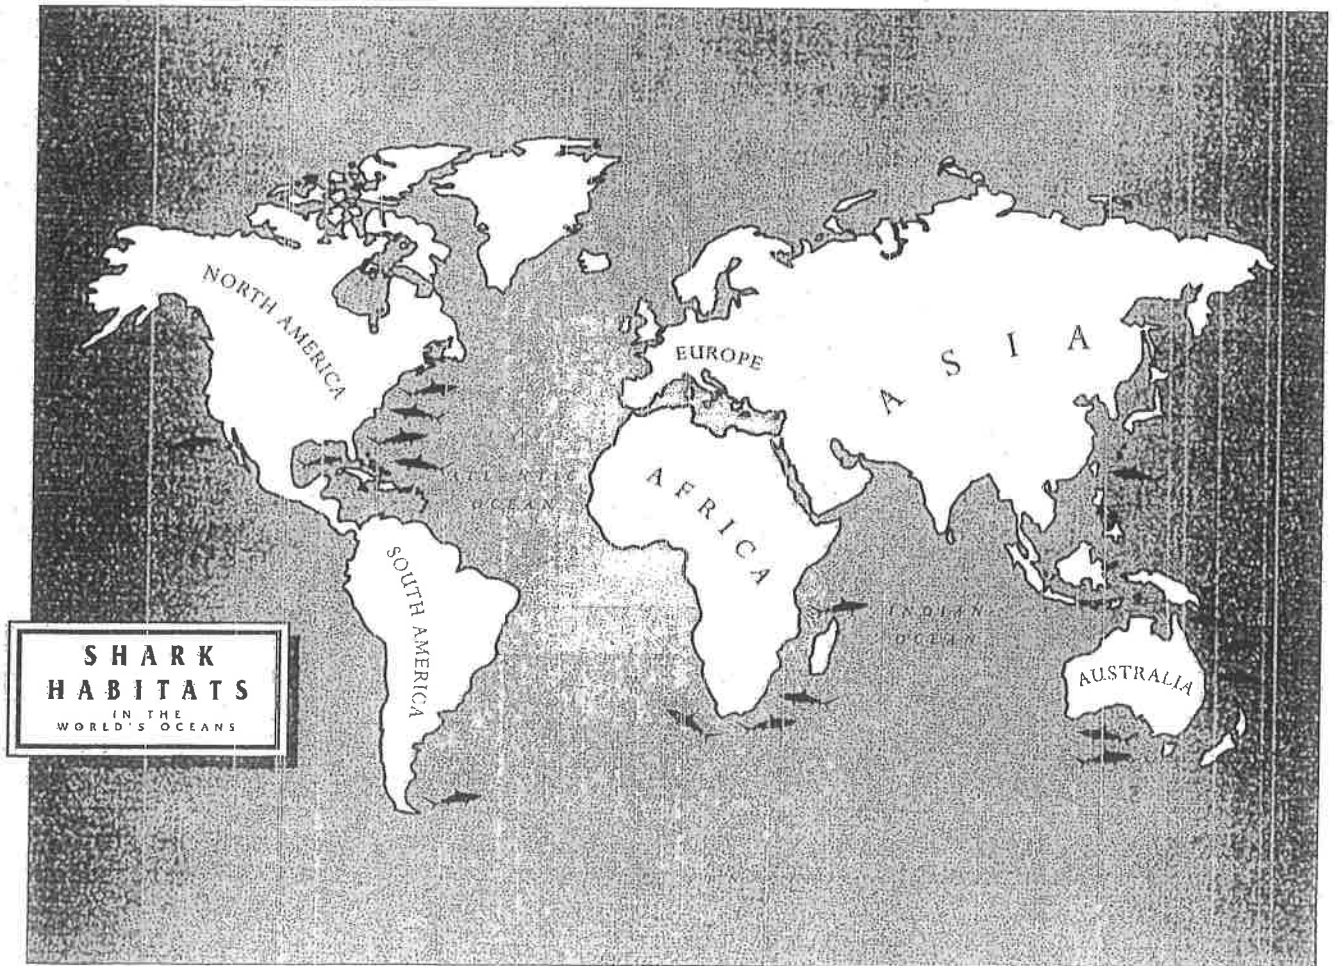 NORTH AMERICA
EUROPE
ASIA
AFRICA
ATLANTIC
OCEAN
SOUTH AMERICA
INDIAN
OCEAN
AUSTRALIA
SHARK
HABITATS
IN THE
WORLD'S OCEANS